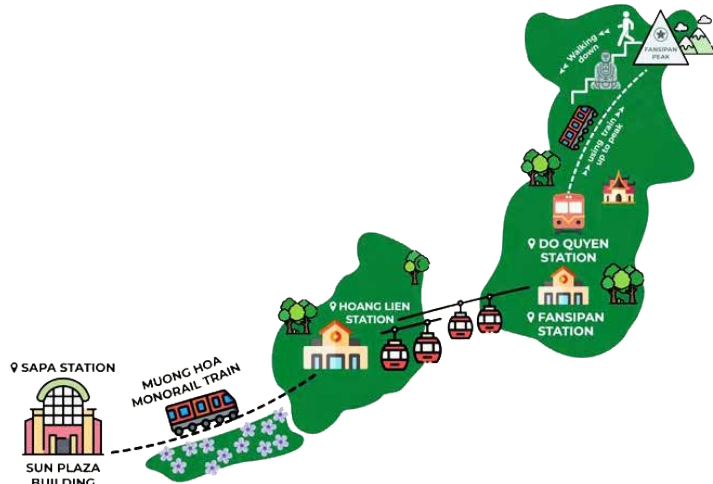 FANSIPAN
PEAK
◄◄ Walking ◄◄
down
►► using train ►►
up to peak
DO QUYEN
STATION
HOANG LIEN
STATION
FANSIPAN
STATION
SAPA STATION
MUONG HOA
MONORAIL TRAIN
SUN PLAZA
BUILDING